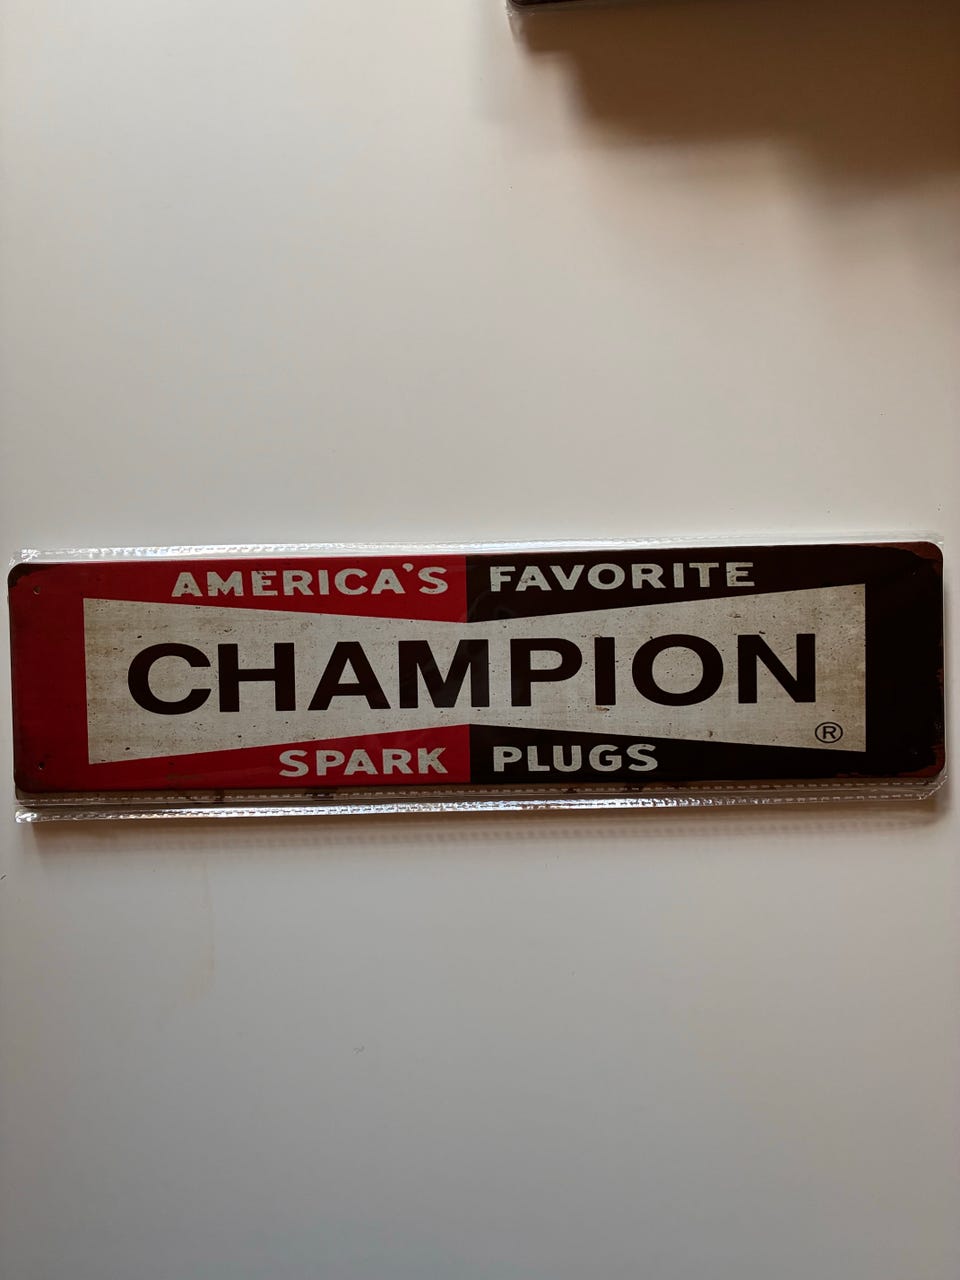 AMERICA'S FAVORITE
CHAMPION
®
SPARK PLUGS